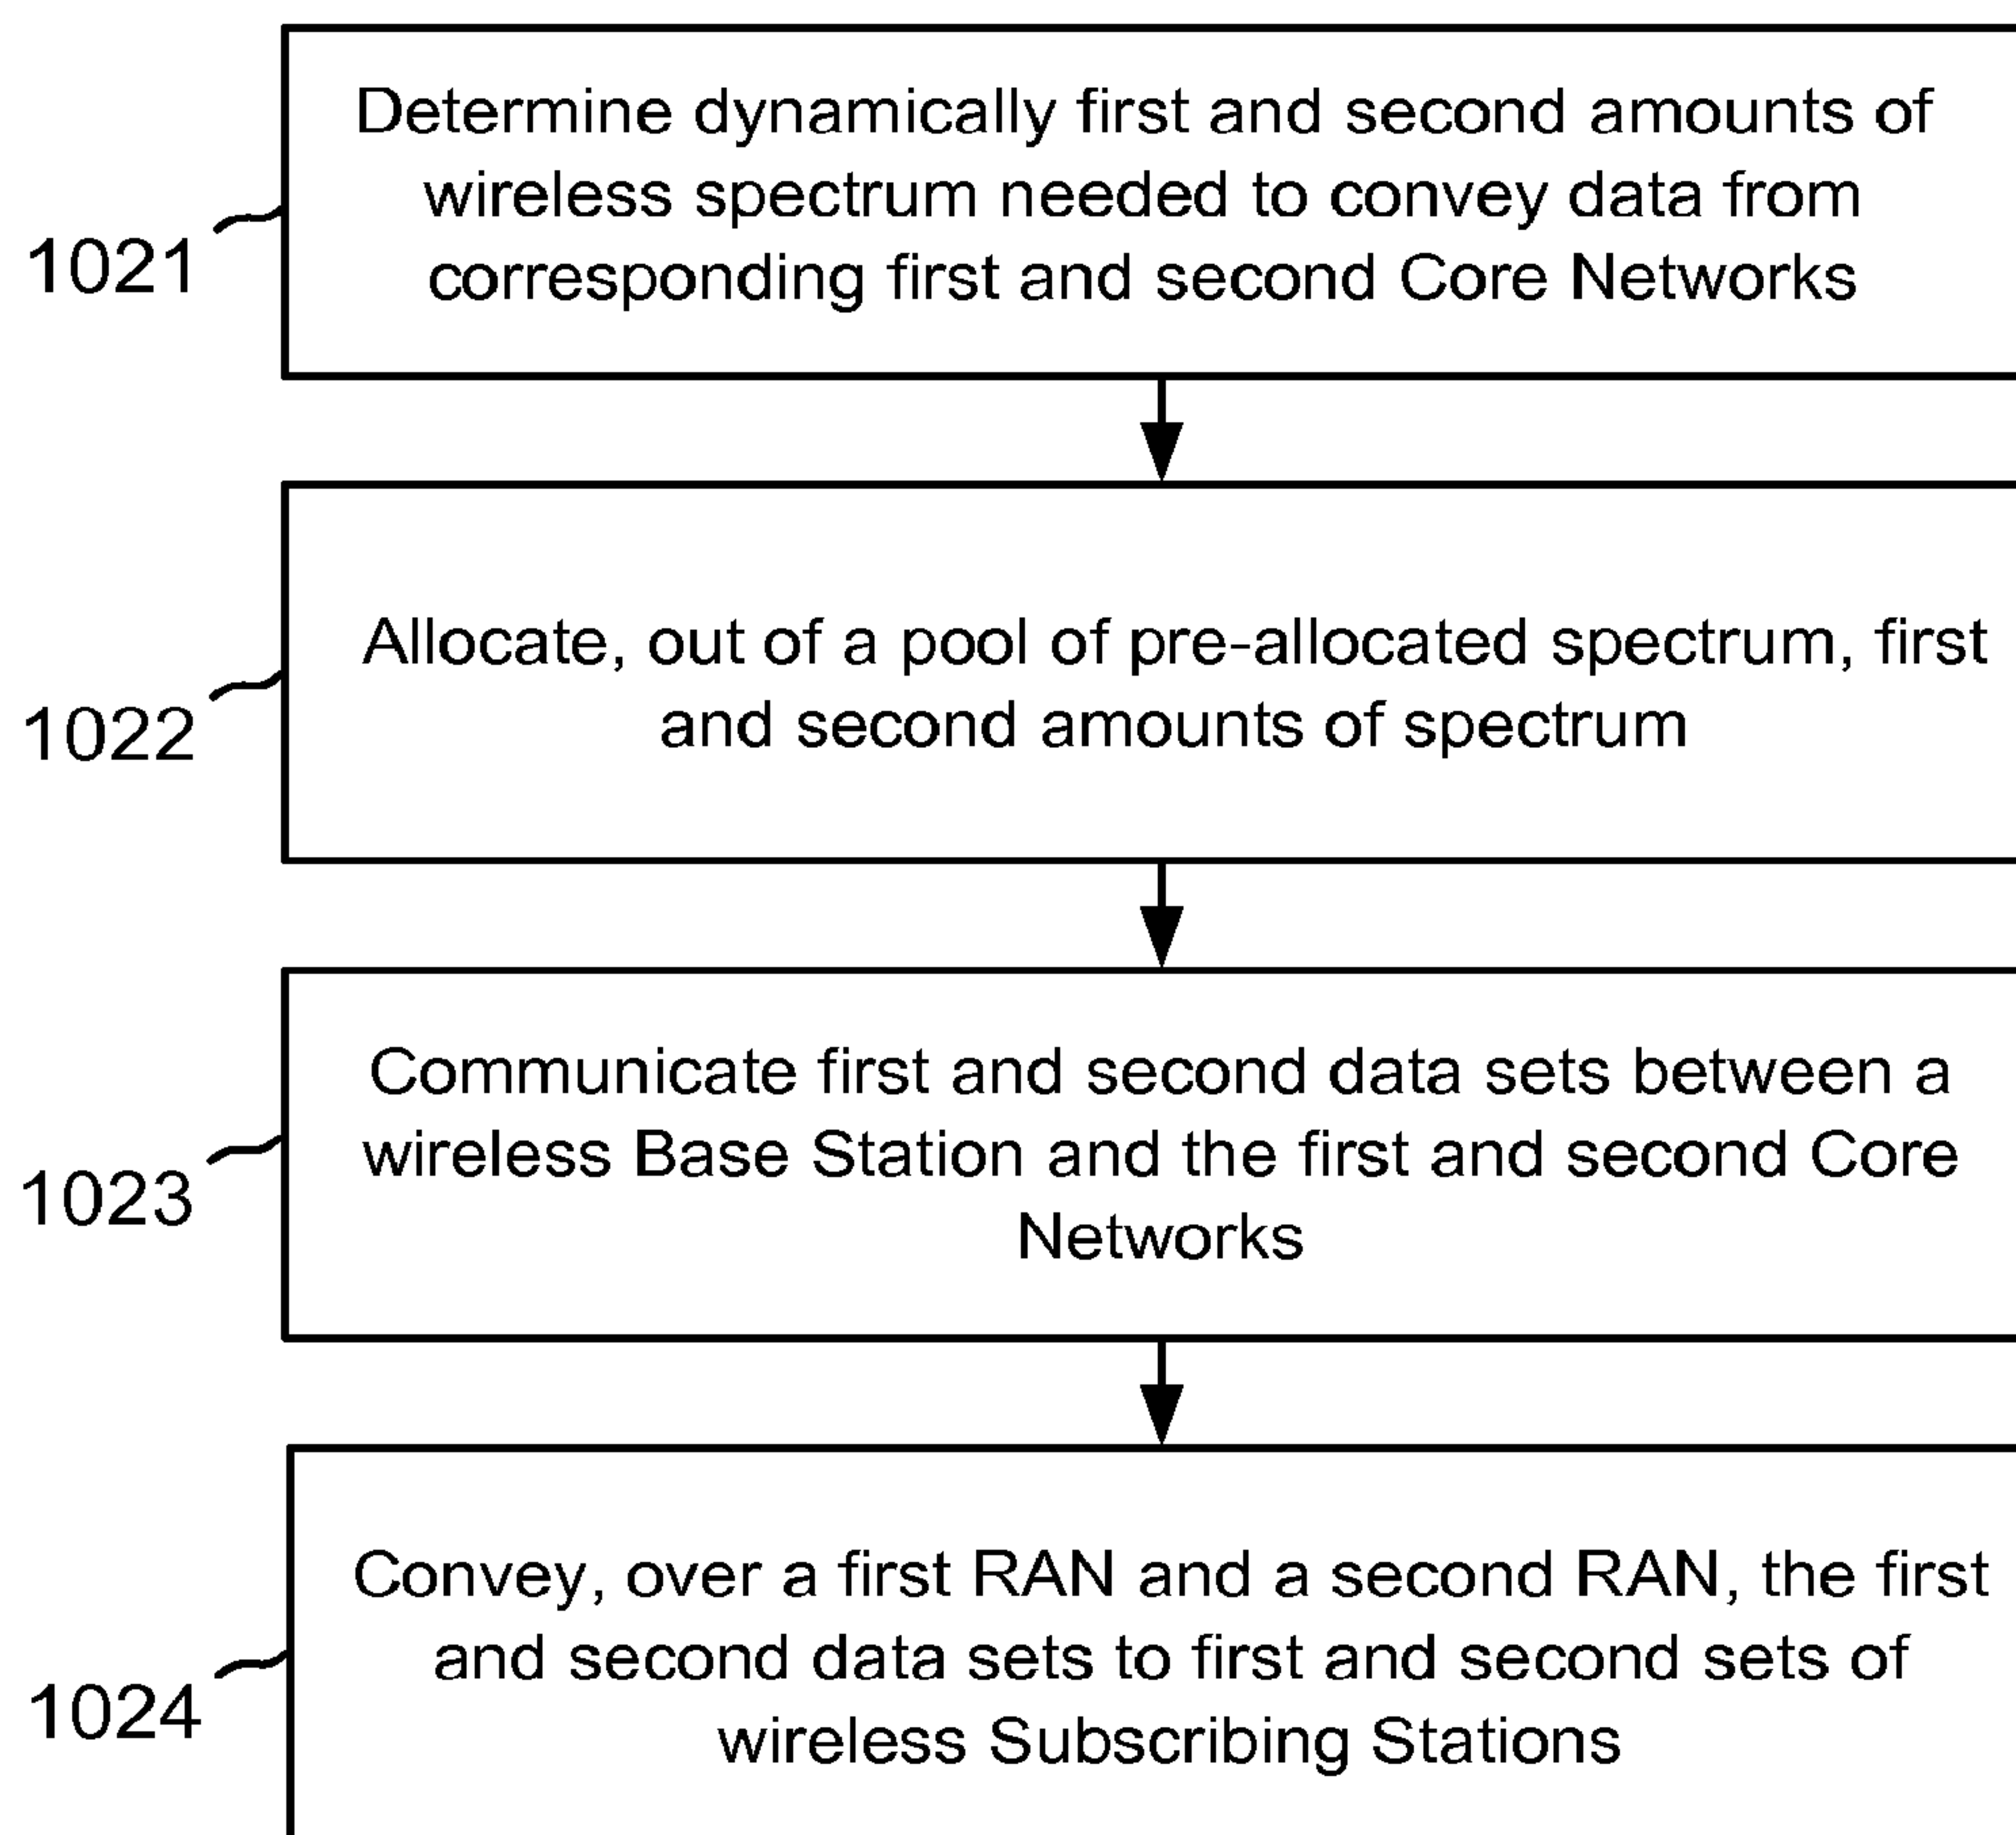 Determine dynamically first and second amounts of
wireless spectrum needed to convey data from
corresponding first and second Core Networks
1021
Allocate, out of a pool of pre-allocated spectrum, first
and second amounts of spectrum
1022
Communicate first and second data sets between a
wireless Base Station and the first and second Core
Networks
1023
Convey, over a first RAN and a second RAN, the first
and second data sets to first and second sets of
wireless Subscribing Stations
1024